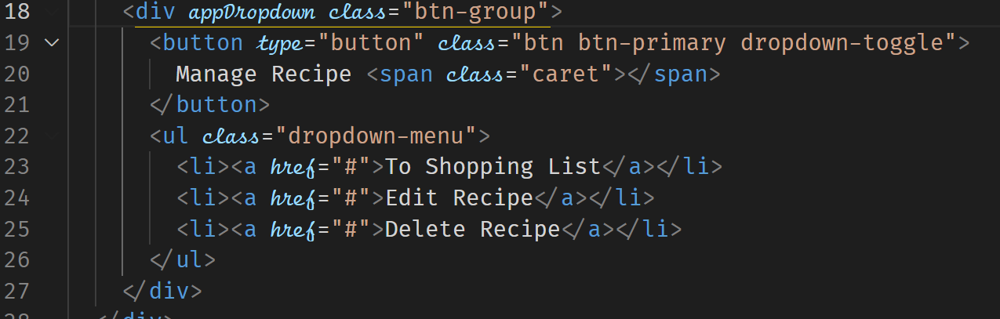 18 <div appDropdown class="btn-group">
19 <button type="button" class="btn btn-primary dropdown-toggle">
20 Manage Recipe <span class="caret"></span>
21 </button>
22 <ul class="dropdown-menu">
23 <li><a href="#">To Shopping List</a></li>
24 <li><a href="#">Edit Recipe</a></li>
25 <li><a href="#">Delete Recipe</a></li>
26 </ul>
27 </div>
28 </div>